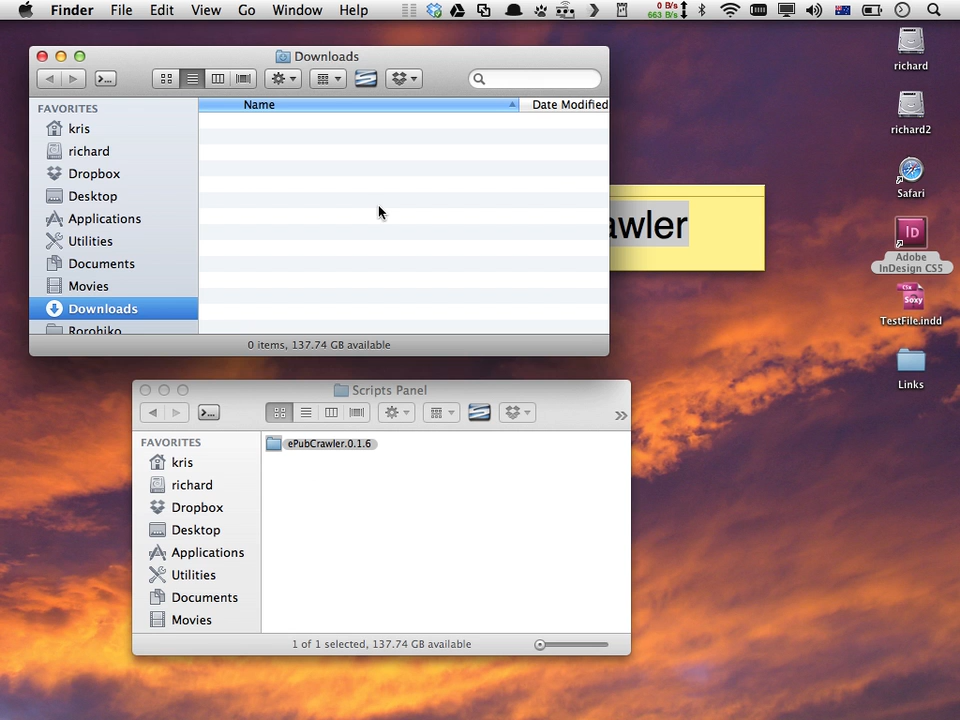 Finder File Edit View Go Window Help
0 B/s
663 B/s
Downloads
FAVORITES
kris
richard
Dropbox
Desktop
Applications
Utilities
Documents
Movies
Downloads
Rorohiko
Name Date Modified
0 items, 137.74 GB available
awler
Scripts Panel
FAVORITES
kris
richard
Dropbox
Desktop
Applications
Utilities
Documents
Movies
ePubCrawler.0.1.6
1 of 1 selected, 137.74 GB available
richard
richard2
Safari
Id
Adobe
InDesign CS5
Soxy
TestFile.indd
Links